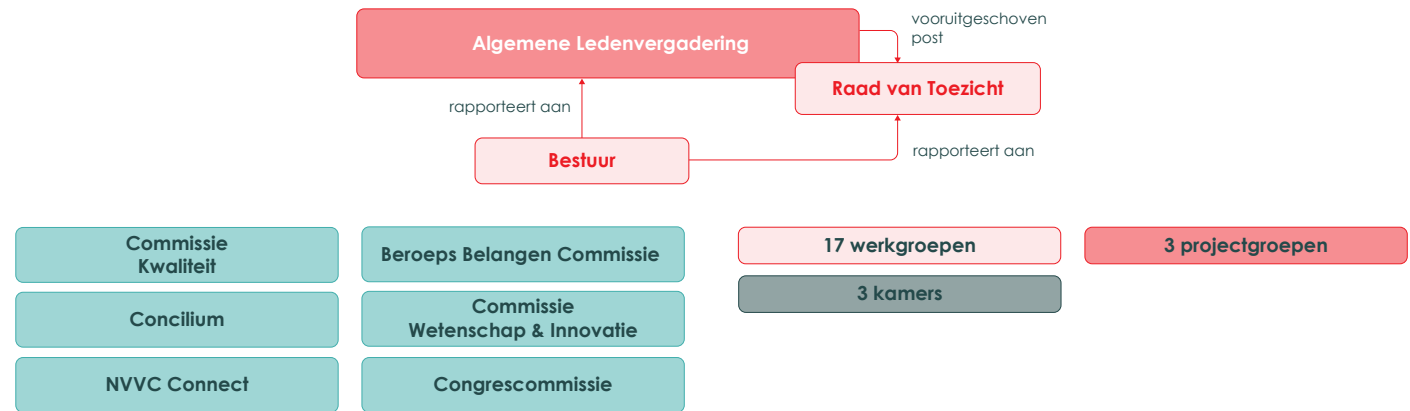 vooruitgeschoven
post
Algemene Ledenvergadering
Raad van Toezicht
rapporteert aan
Bestuur
rapporteert aan
Commissie
Kwaliteit
Beroeps Belangen Commissie
17 werkgroepen
3 projectgroepen
3 kamers
Concilium
Commissie
Wetenschap & Innovatie
NVVC Connect
Congrescommissie